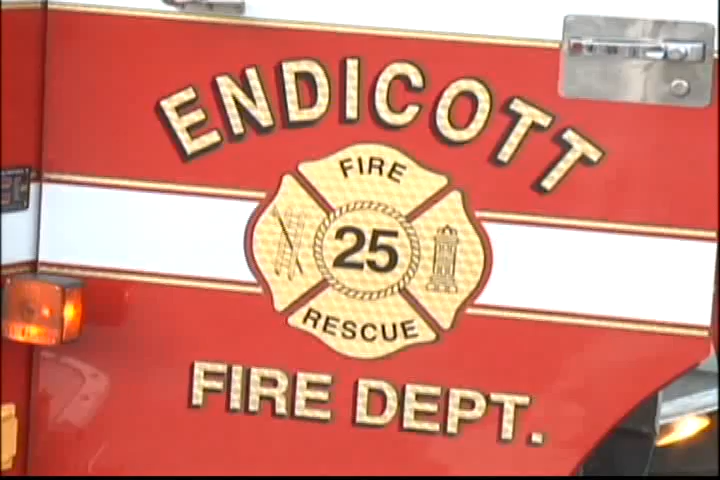 ENDICOTT
FIRE
25
RESCUE
FIRE DEPT.